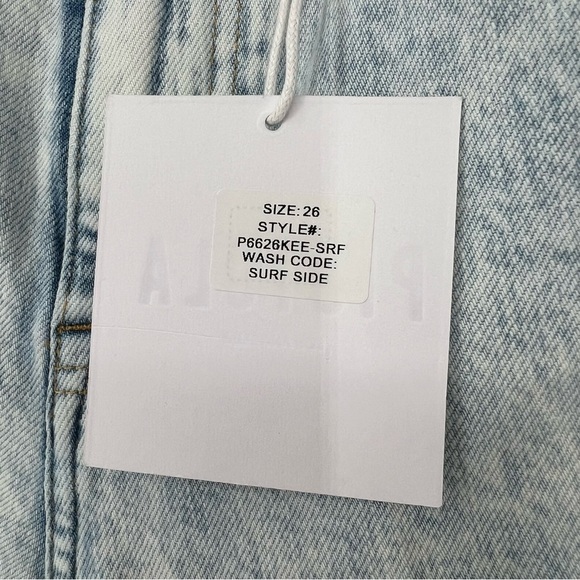 SIZE: 26
STYLE#:
P6626KEE-SRF
WASH CODE:
SURF SIDE